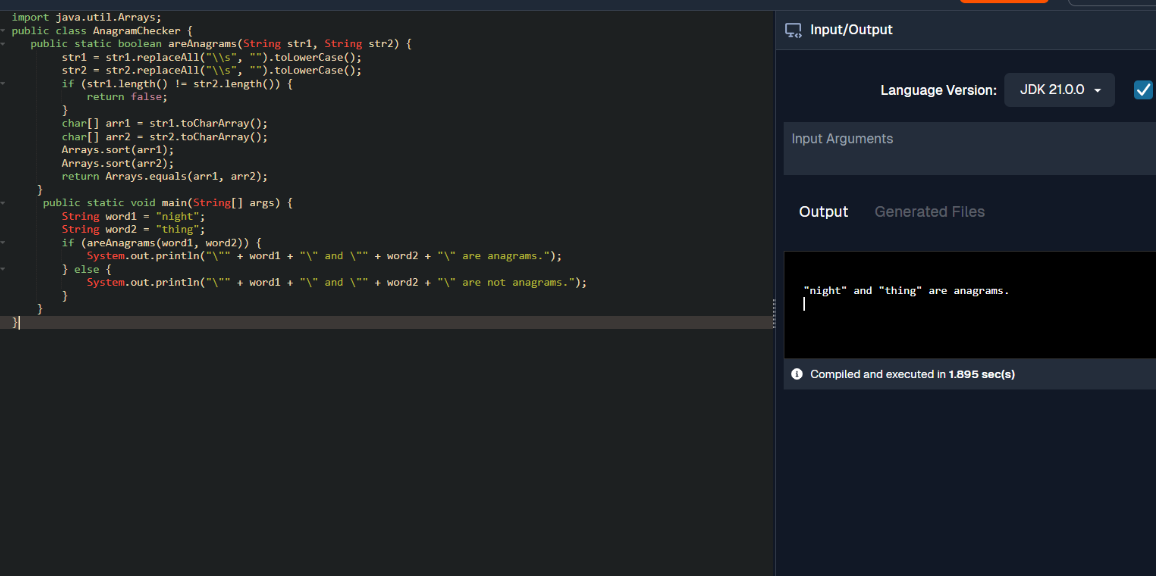 import java.util.Arrays;
public class AnagramChecker {
public static boolean areAnagrams(String str1, String str2) {
str1 = str1.replaceAll("\\s", "").toLowerCase();
str2 = str2.replaceAll("\\s", "").toLowerCase();
if (str1.length() != str2.length()) {
return false;
}
char[] arr1 = str1.toCharArray();
char[] arr2 = str2.toCharArray();
Arrays.sort(arr1);
Arrays.sort(arr2);
return Arrays.equals(arr1, arr2);
}
public static void main(String[] args) {
String word1 = "night";
String word2 = "thing";
if (areAnagrams(word1, word2)) {
System.out.println("\"" + word1 + "\" and \"" + word2 + "\" are anagrams.");
} else {
System.out.println("\"" + word1 + "\" and \"" + word2 + "\" are not anagrams.");
}
}
}
Input/Output
Language Version: JDK 21.0.0
Input Arguments
Output Generated Files
"night" and "thing" are anagrams.
Compiled and executed in 1.895 sec(s)